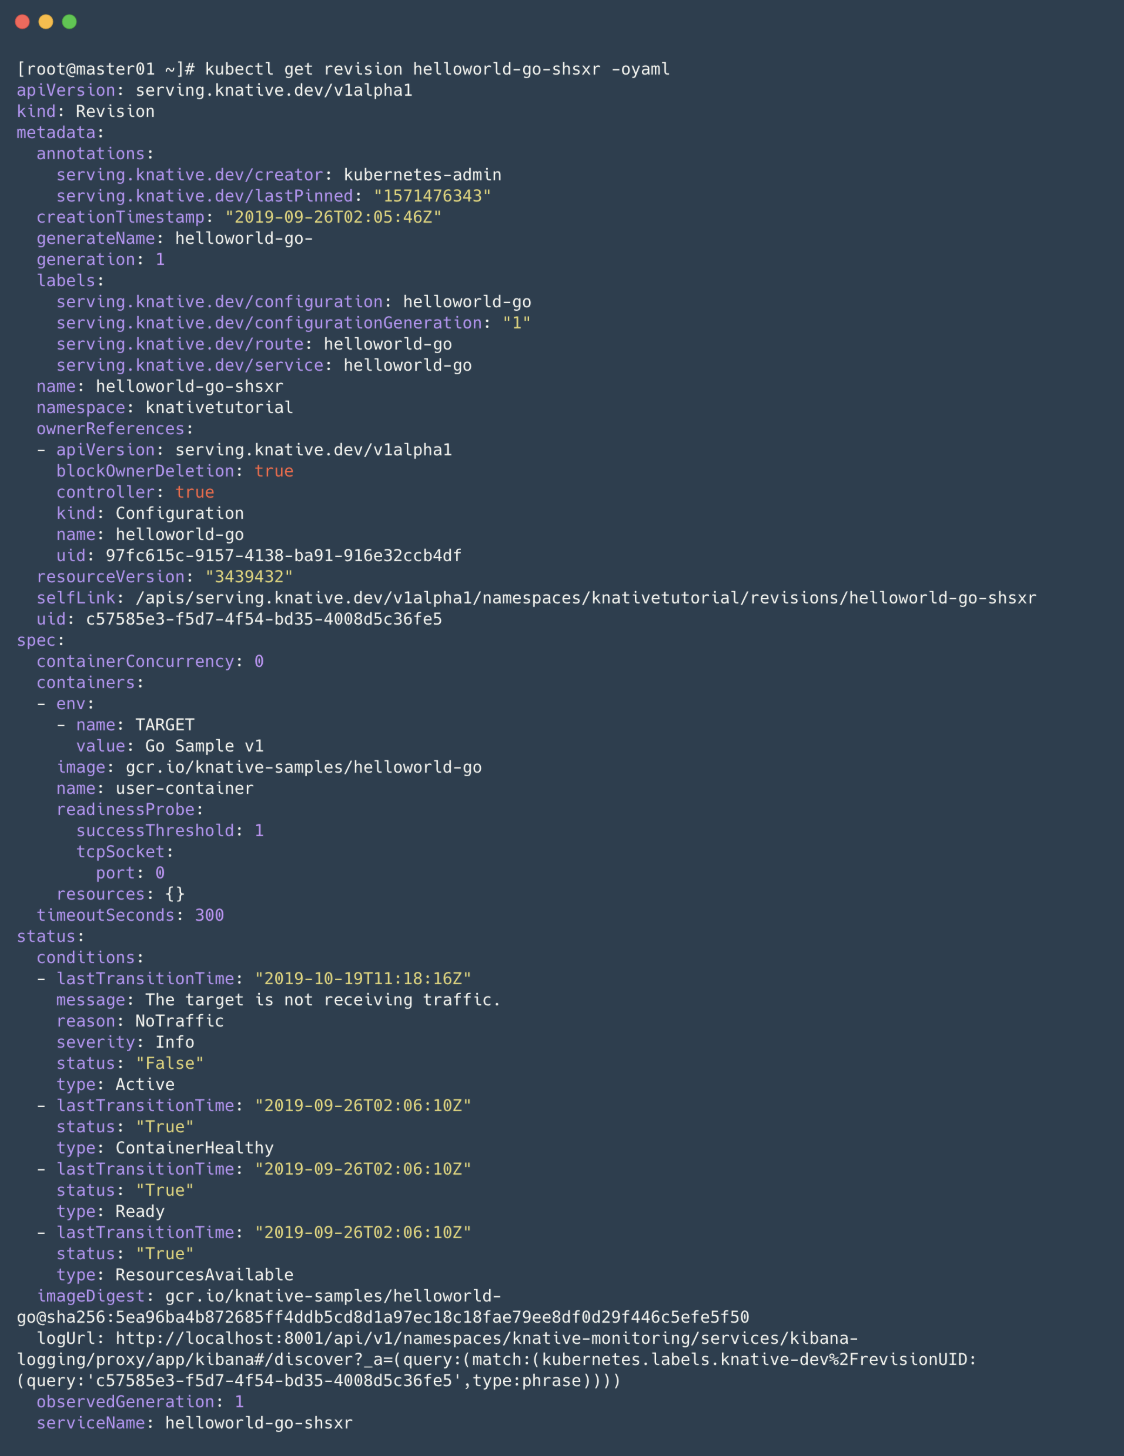 [root@master01 ~]# kubectl get revision helloworld-go-shsxr -oyaml
apiVersion: serving.knative.dev/v1alpha1
kind: Revision
metadata:
  annotations:
    serving.knative.dev/creator: kubernetes-admin
    serving.knative.dev/lastPinned: "1571476343"
  creationTimestamp: "2019-09-26T02:05:46Z"
  generateName: helloworld-go-
  generation: 1
  labels:
    serving.knative.dev/configuration: helloworld-go
    serving.knative.dev/configurationGeneration: "1"
    serving.knative.dev/route: helloworld-go
    serving.knative.dev/service: helloworld-go
  name: helloworld-go-shsxr
  namespace: knativetutorial
  ownerReferences:
  - apiVersion: serving.knative.dev/v1alpha1
    blockOwnerDeletion: true
    controller: true
    kind: Configuration
    name: helloworld-go
    uid: 97fc615c-9157-4138-ba91-916e32ccb4df
  resourceVersion: "3439432"
  selfLink: /apis/serving.knative.dev/v1alpha1/namespaces/knativetutorial/revisions/helloworld-go-shsxr
  uid: c57585e3-f5d7-4f54-bd35-4008d5c36fe5
spec:
  containerConcurrency: 0
  containers:
  - env:
    - name: TARGET
      value: Go Sample v1
    image: gcr.io/knative-samples/helloworld-go
    name: user-container
    readinessProbe:
      successThreshold: 1
      tcpSocket:
        port: 0
    resources: {}
  timeoutSeconds: 300
status:
  conditions:
  - lastTransitionTime: "2019-10-19T11:18:16Z"
    message: The target is not receiving traffic.
    reason: NoTraffic
    severity: Info
    status: "False"
    type: Active
  - lastTransitionTime: "2019-09-26T02:06:10Z"
    status: "True"
    type: ContainerHealthy
  - lastTransitionTime: "2019-09-26T02:06:10Z"
    status: "True"
    type: Ready
  - lastTransitionTime: "2019-09-26T02:06:10Z"
    status: "True"
    type: ResourcesAvailable
  imageDigest: gcr.io/knative-samples/helloworld-
go@sha256:5ea96ba4b872685ff4ddb5cd8d1a97ec18c18fae79ee8df0d29f446c5efe5f50
  logUrl: http://localhost:8001/api/v1/namespaces/knative-monitoring/services/kibana-
logging/proxy/app/kibana#/discover?_a=(query:(match:(kubernetes.labels.knative-dev%2FrevisionUID:
(query:'c57585e3-f5d7-4f54-bd35-4008d5c36fe5',type:phrase))))
  observedGeneration: 1
  serviceName: helloworld-go-shsxr